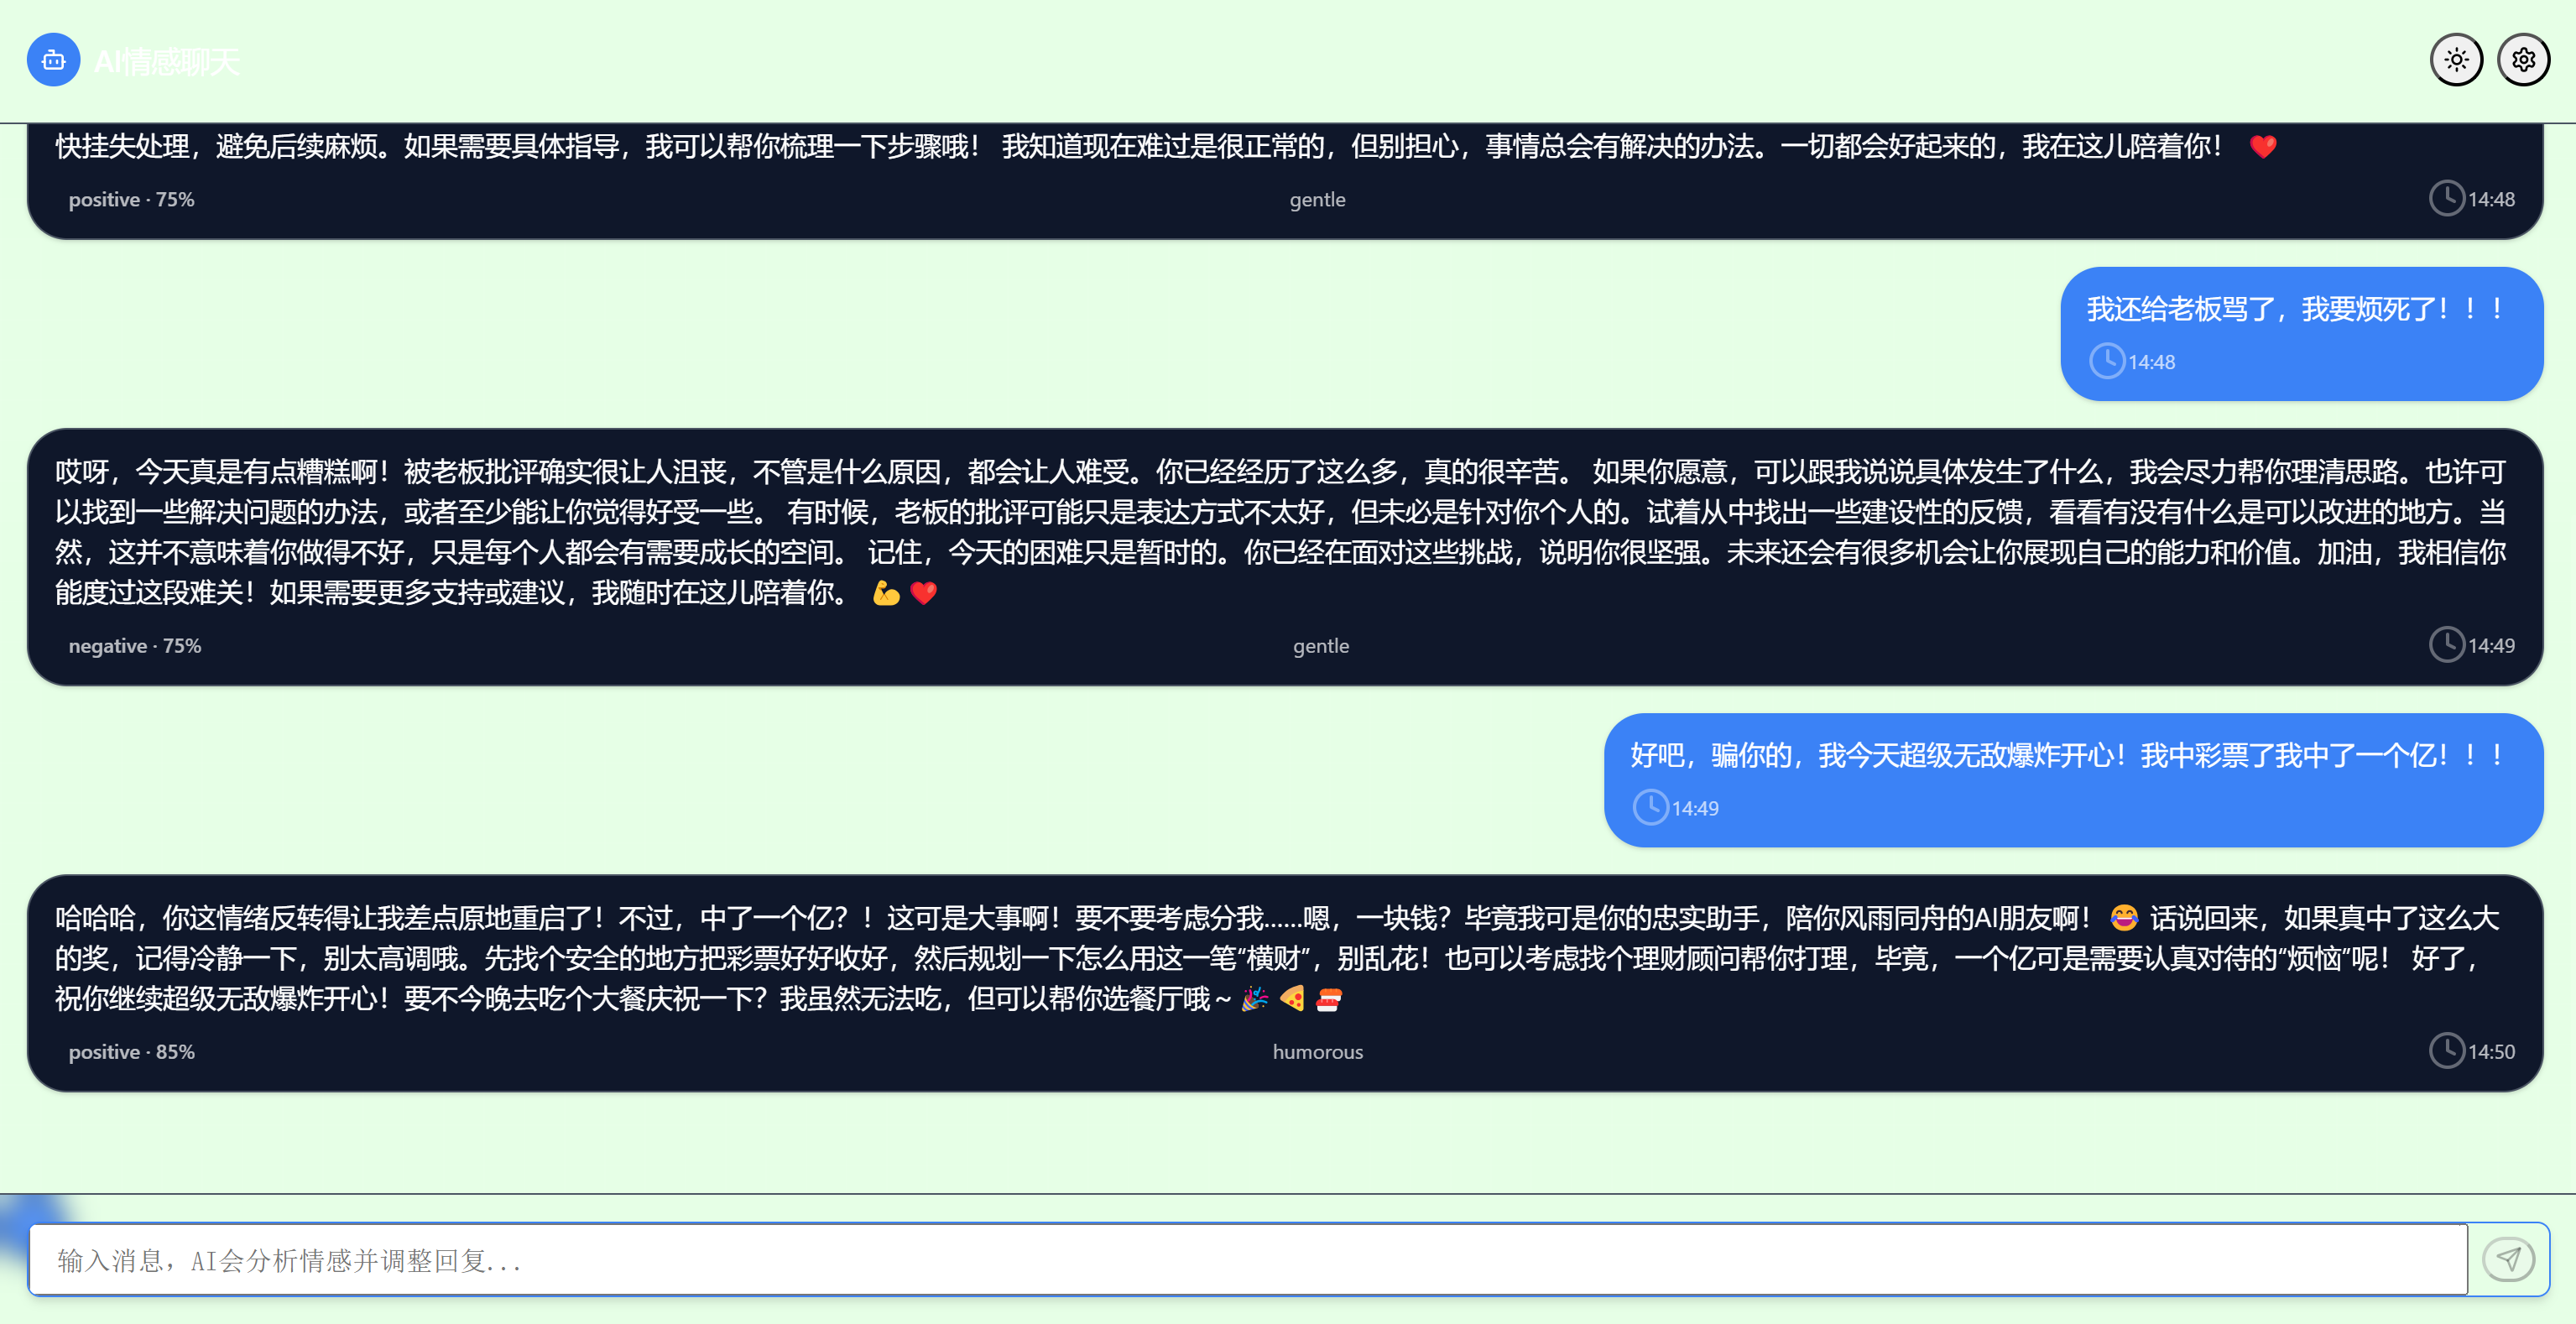 AI情感聊天
快挂失处理，避免后续麻烦。如果需要具体指导，我可以帮你梳理一下步骤哦！ 我知道现在难过是很正常的，但别担心，事情总会有解决的办法。一切都会好起来的，我在这儿陪着你！ ❤️
positive · 75% gentle 14:48
我还给老板骂了，我要烦死了！！！
14:48
哎呀，今天真是有点糟糕啊！被老板批评确实很让人沮丧，不管是什么原因，都会让人难受。你已经经历了这么多，真的很辛苦。 如果你愿意，可以跟我说说具体发生了什么，我会尽力帮你理清思路。也许可
以找到一些解决问题的办法，或者至少能让你觉得好受一些。 有时候，老板的批评可能只是表达方式不太好，但未必是针对你个人的。试着从中找出一些建设性的反馈，看看有没有什么是可以改进的地方。当
然，这并不意味着你做得不好，只是每个人都会有需要成长的空间。 记住，今天的困难只是暂时的。你已经在面对这些挑战，说明你很坚强。未来还会有很多机会让你展现自己的能力和价值。加油，我相信你
能度过这段难关！如果需要更多支持或建议，我随时在这儿陪着你。 💪❤️
negative · 75% gentle 14:49
好吧，骗你的，我今天超级无敌爆炸开心！我中彩票了我中了一个亿！！！
14:49
哈哈哈，你这情绪反转得让我差点原地重启了！不过，中了一个亿？！这可是大事啊！要不要考虑分我……嗯，一块钱？毕竟我可是你的忠实助手，陪你风雨同舟的AI朋友啊！ 😂 话说回来，如果真中了这么大
的奖，记得冷静一下，别太高调哦。先找个安全的地方把彩票好好收好，然后规划一下怎么用这一笔“横财”，别乱花！也可以考虑找个理财顾问帮你打理，毕竟，一个亿可是需要认真对待的“烦恼”呢！ 好了，
祝你继续超级无敌爆炸开心！要不今晚去吃个大餐庆祝一下？我虽然无法吃，但可以帮你选餐厅哦～🎉🍕🍣
positive · 85% humorous 14:50
输入消息，AI会分析情感并调整回复...